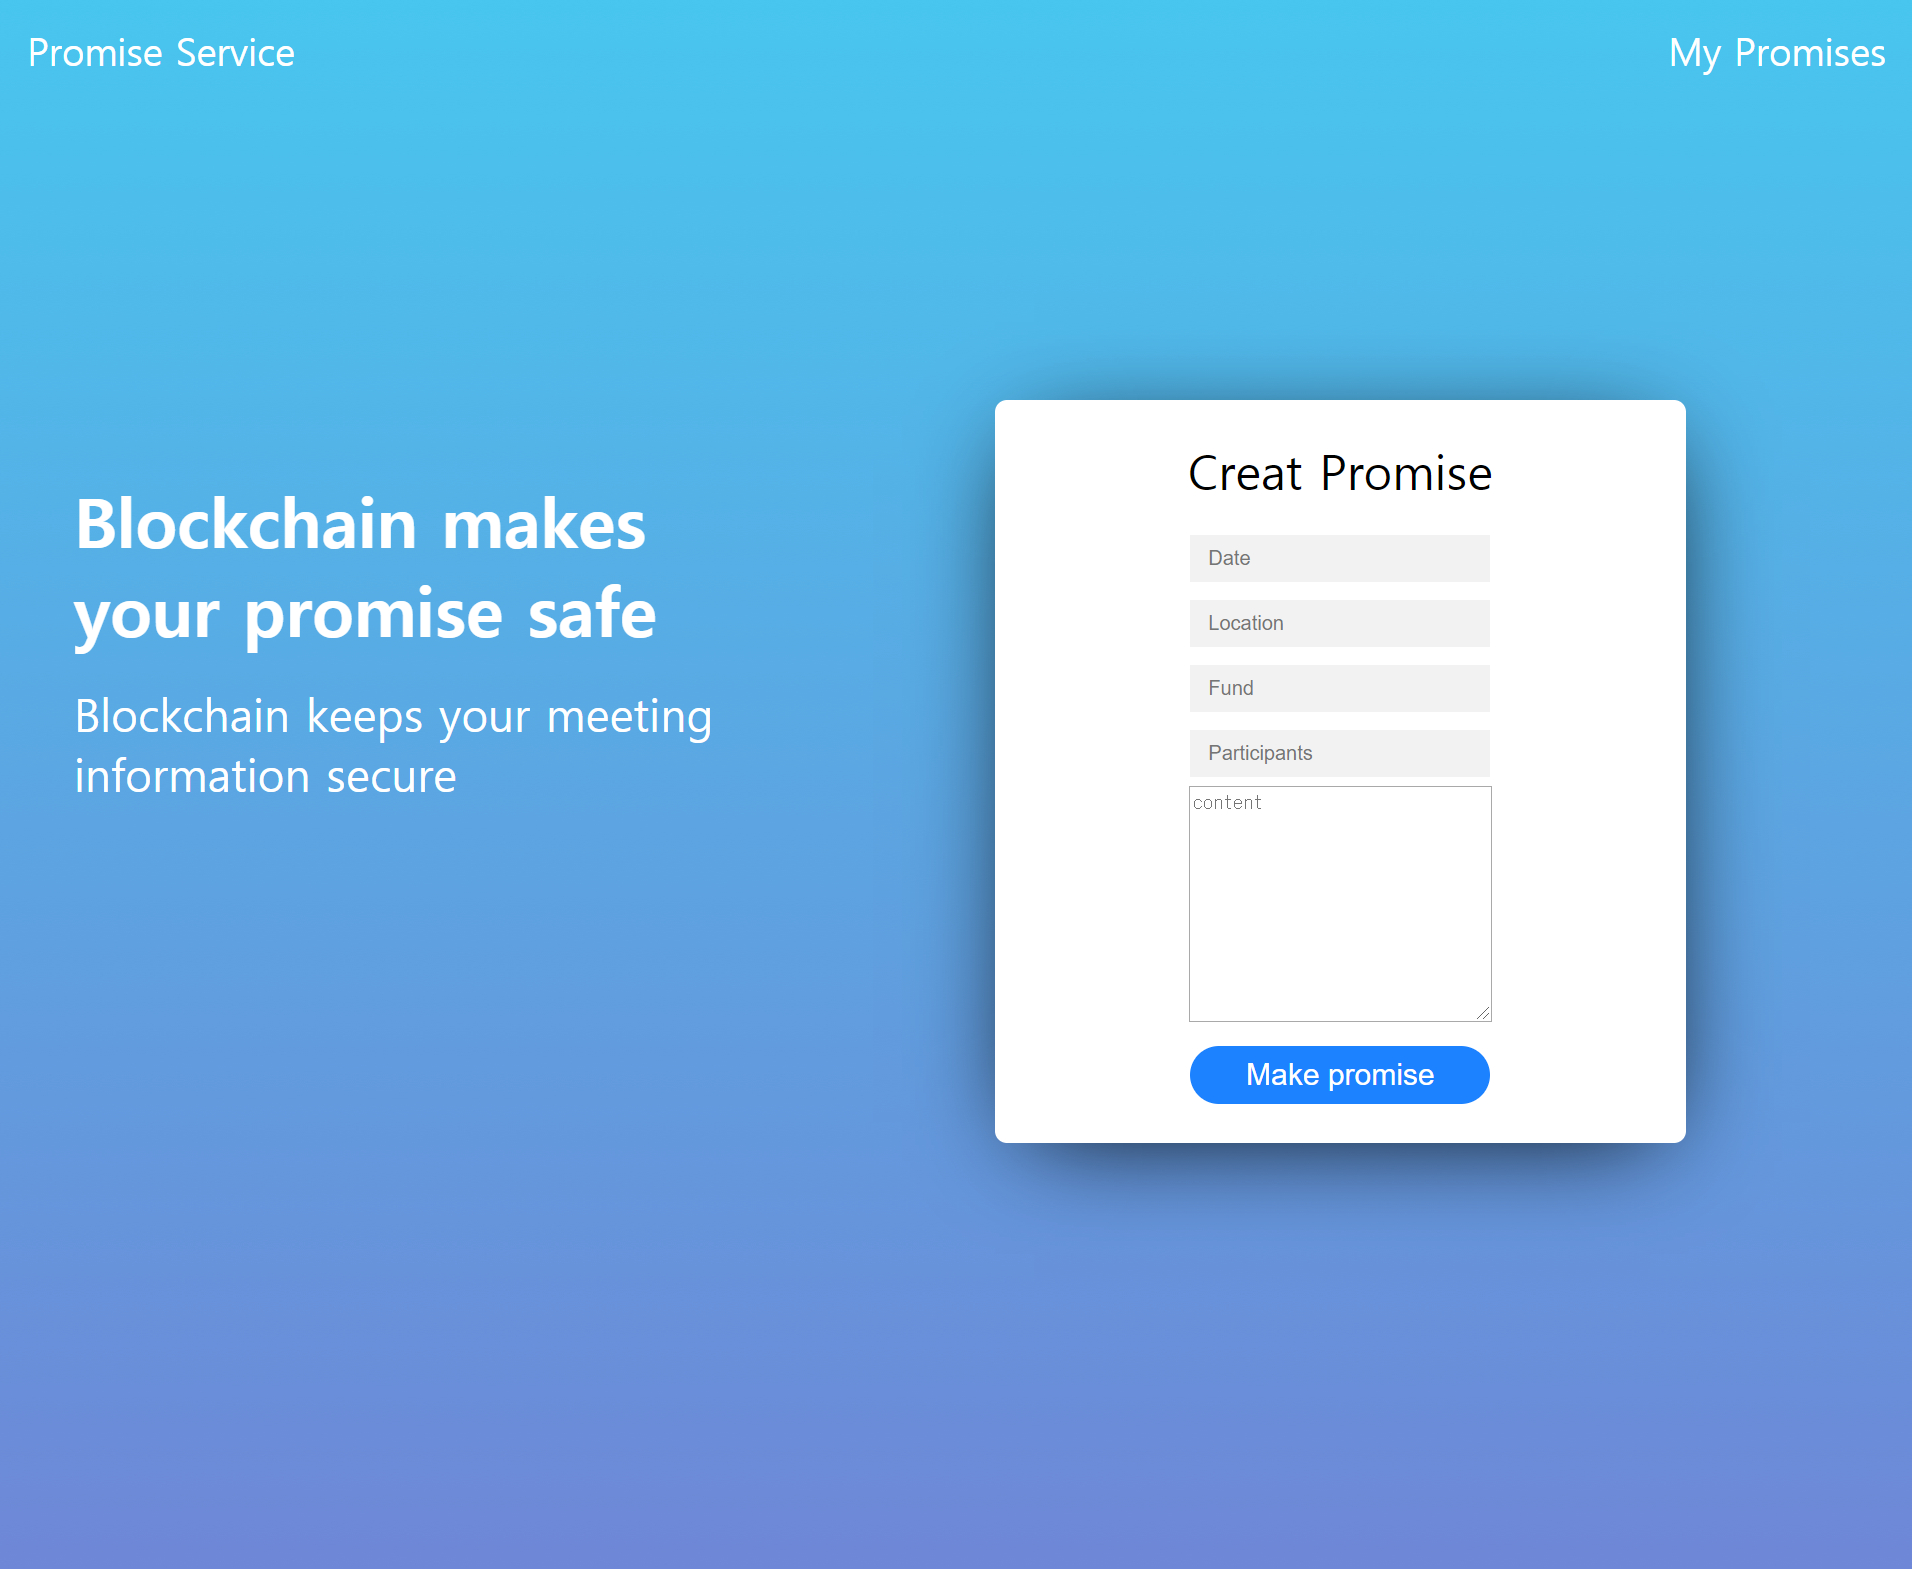 Promise Service
My Promises
Blockchain makes
your promise safe
Blockchain keeps your meeting
information secure
Creat Promise
Date
Location
Fund
Participants
content
Make promise